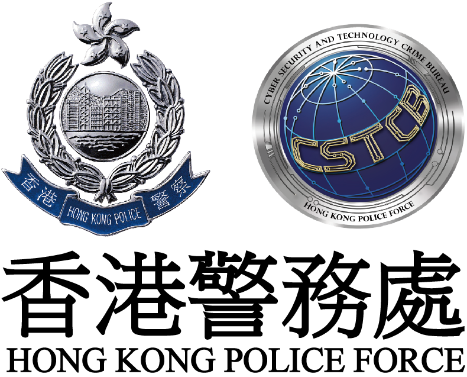 香港 HONG KONG POLICE 警察
CYBER SECURITY AND TECHNOLOGY CRIME BUREAU
CSTCB
HONG KONG POLICE FORCE
香港警務處
HONG KONG POLICE FORCE